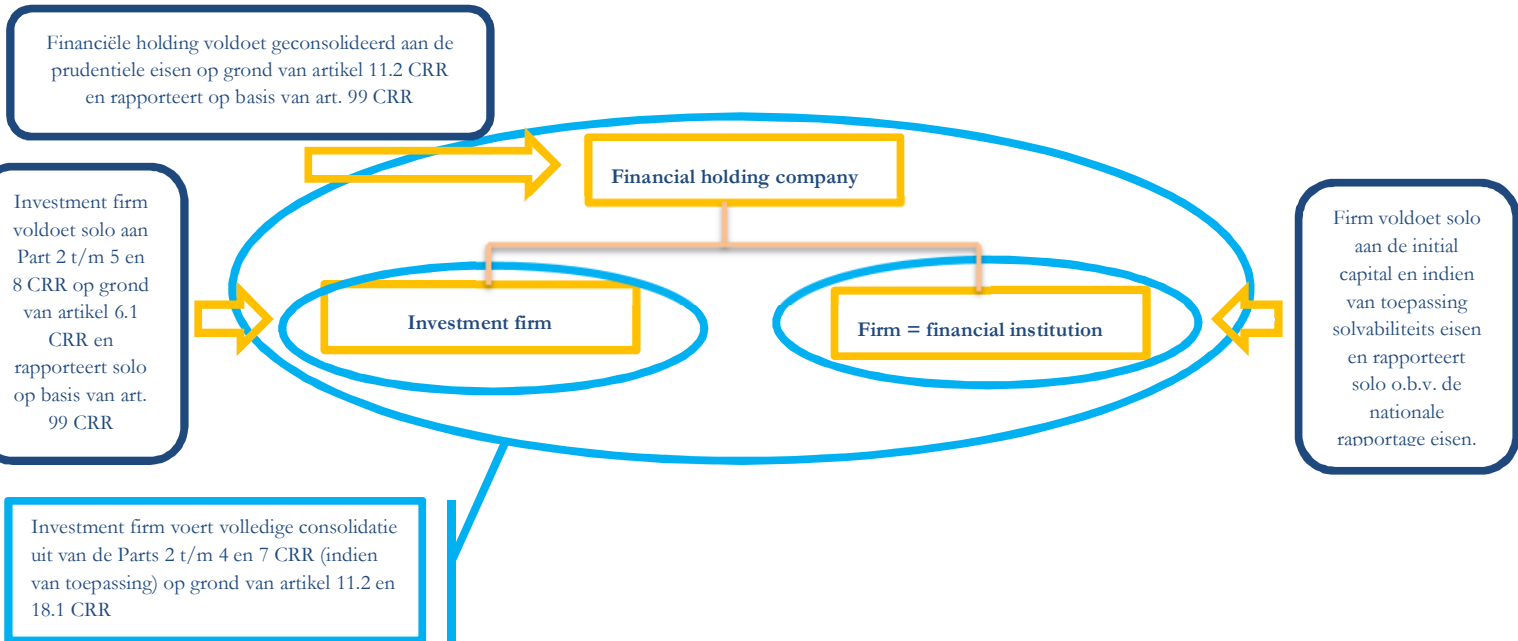 Financiële holding voldoet geconsolideerd aan de
prudentiele eisen op grond van artikel 11.2 CRR
en rapporteert op basis van art. 99 CRR
Financial holding company
Investment firm
voldoet solo aan
Part 2 t/m 5 en
8 CRR op grond
van artikel 6.1
CRR en
rapporteert solo
op basis van art.
99 CRR
Investment firm
Firm = financial institution
Firm voldoet solo
aan de initial
capital en indien
van toepassing
solvabiliteits eisen
en rapporteert
solo o.b.v. de
nationale
rapportage eisen.
Investment firm voert volledige consolidatie
uit van de Parts 2 t/m 4 en 7 CRR (indien
van toepassing) op grond van artikel 11.2 en
18.1 CRR